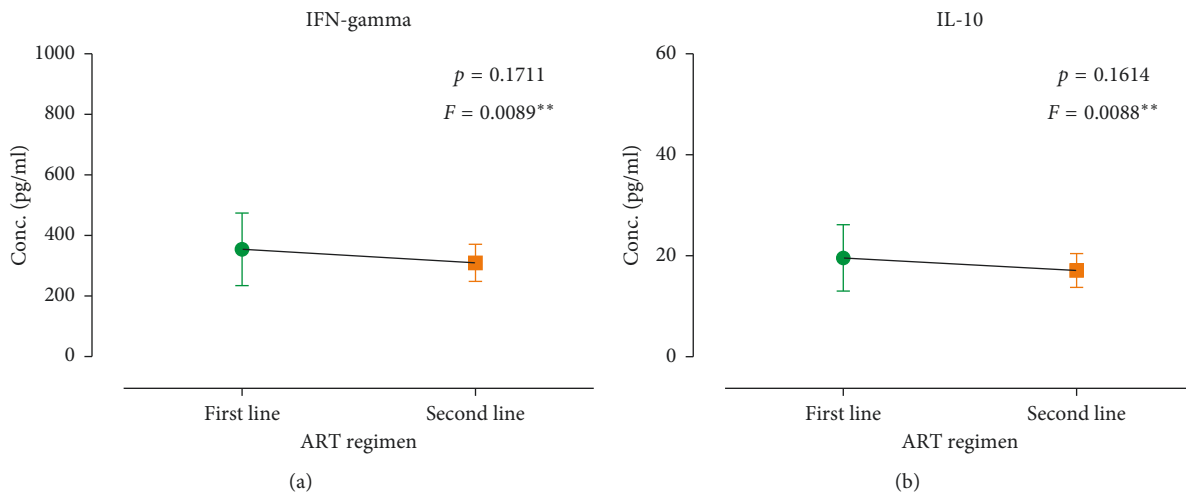 IFN-gamma
1000
800
600
400
200
0
Conc. (pg/ml)
p = 0.1711
F = 0.0089**
First line
Second line
ART regimen
(a)
IL-10
60
40
20
0
Conc. (pg/ml)
p = 0.1614
F = 0.0088**
First line
Second line
ART regimen
(b)